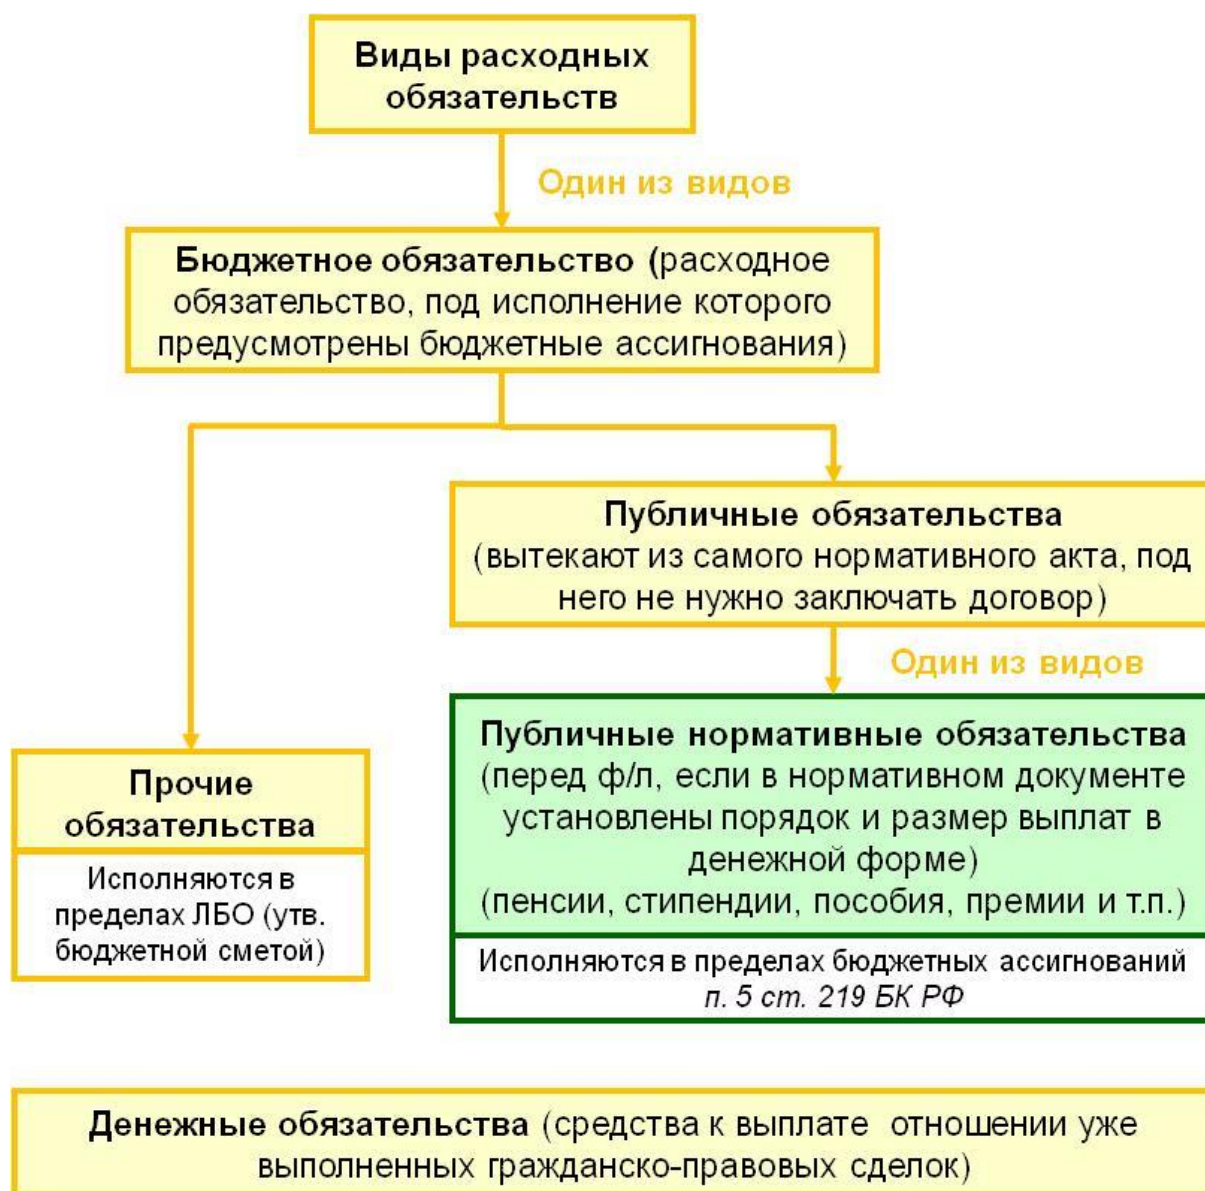 Виды расходных
обязательств
Один из видов
Бюджетное обязательство (расходное
обязательство, под исполнение которого
предусмотрены бюджетные ассигнования)
Публичные обязательства
(вытекают из самого нормативного акта, под
него не нужно заключать договор)
Один из видов
Публичные нормативные обязательства
(перед ф/л, если в нормативном документе
установлены порядок и размер выплат в
денежной форме)
(пенсии, стипендии, пособия, премии и т.п.)
Исполняются в пределах бюджетных ассигнований
п. 5 ст. 219 БК РФ
Прочие
обязательства
Исполняются в
пределах ЛБО (утв.
бюджетной сметой)
Денежные обязательства (средства к выплате  отношении уже
выполненных гражданско-правовых сделок)